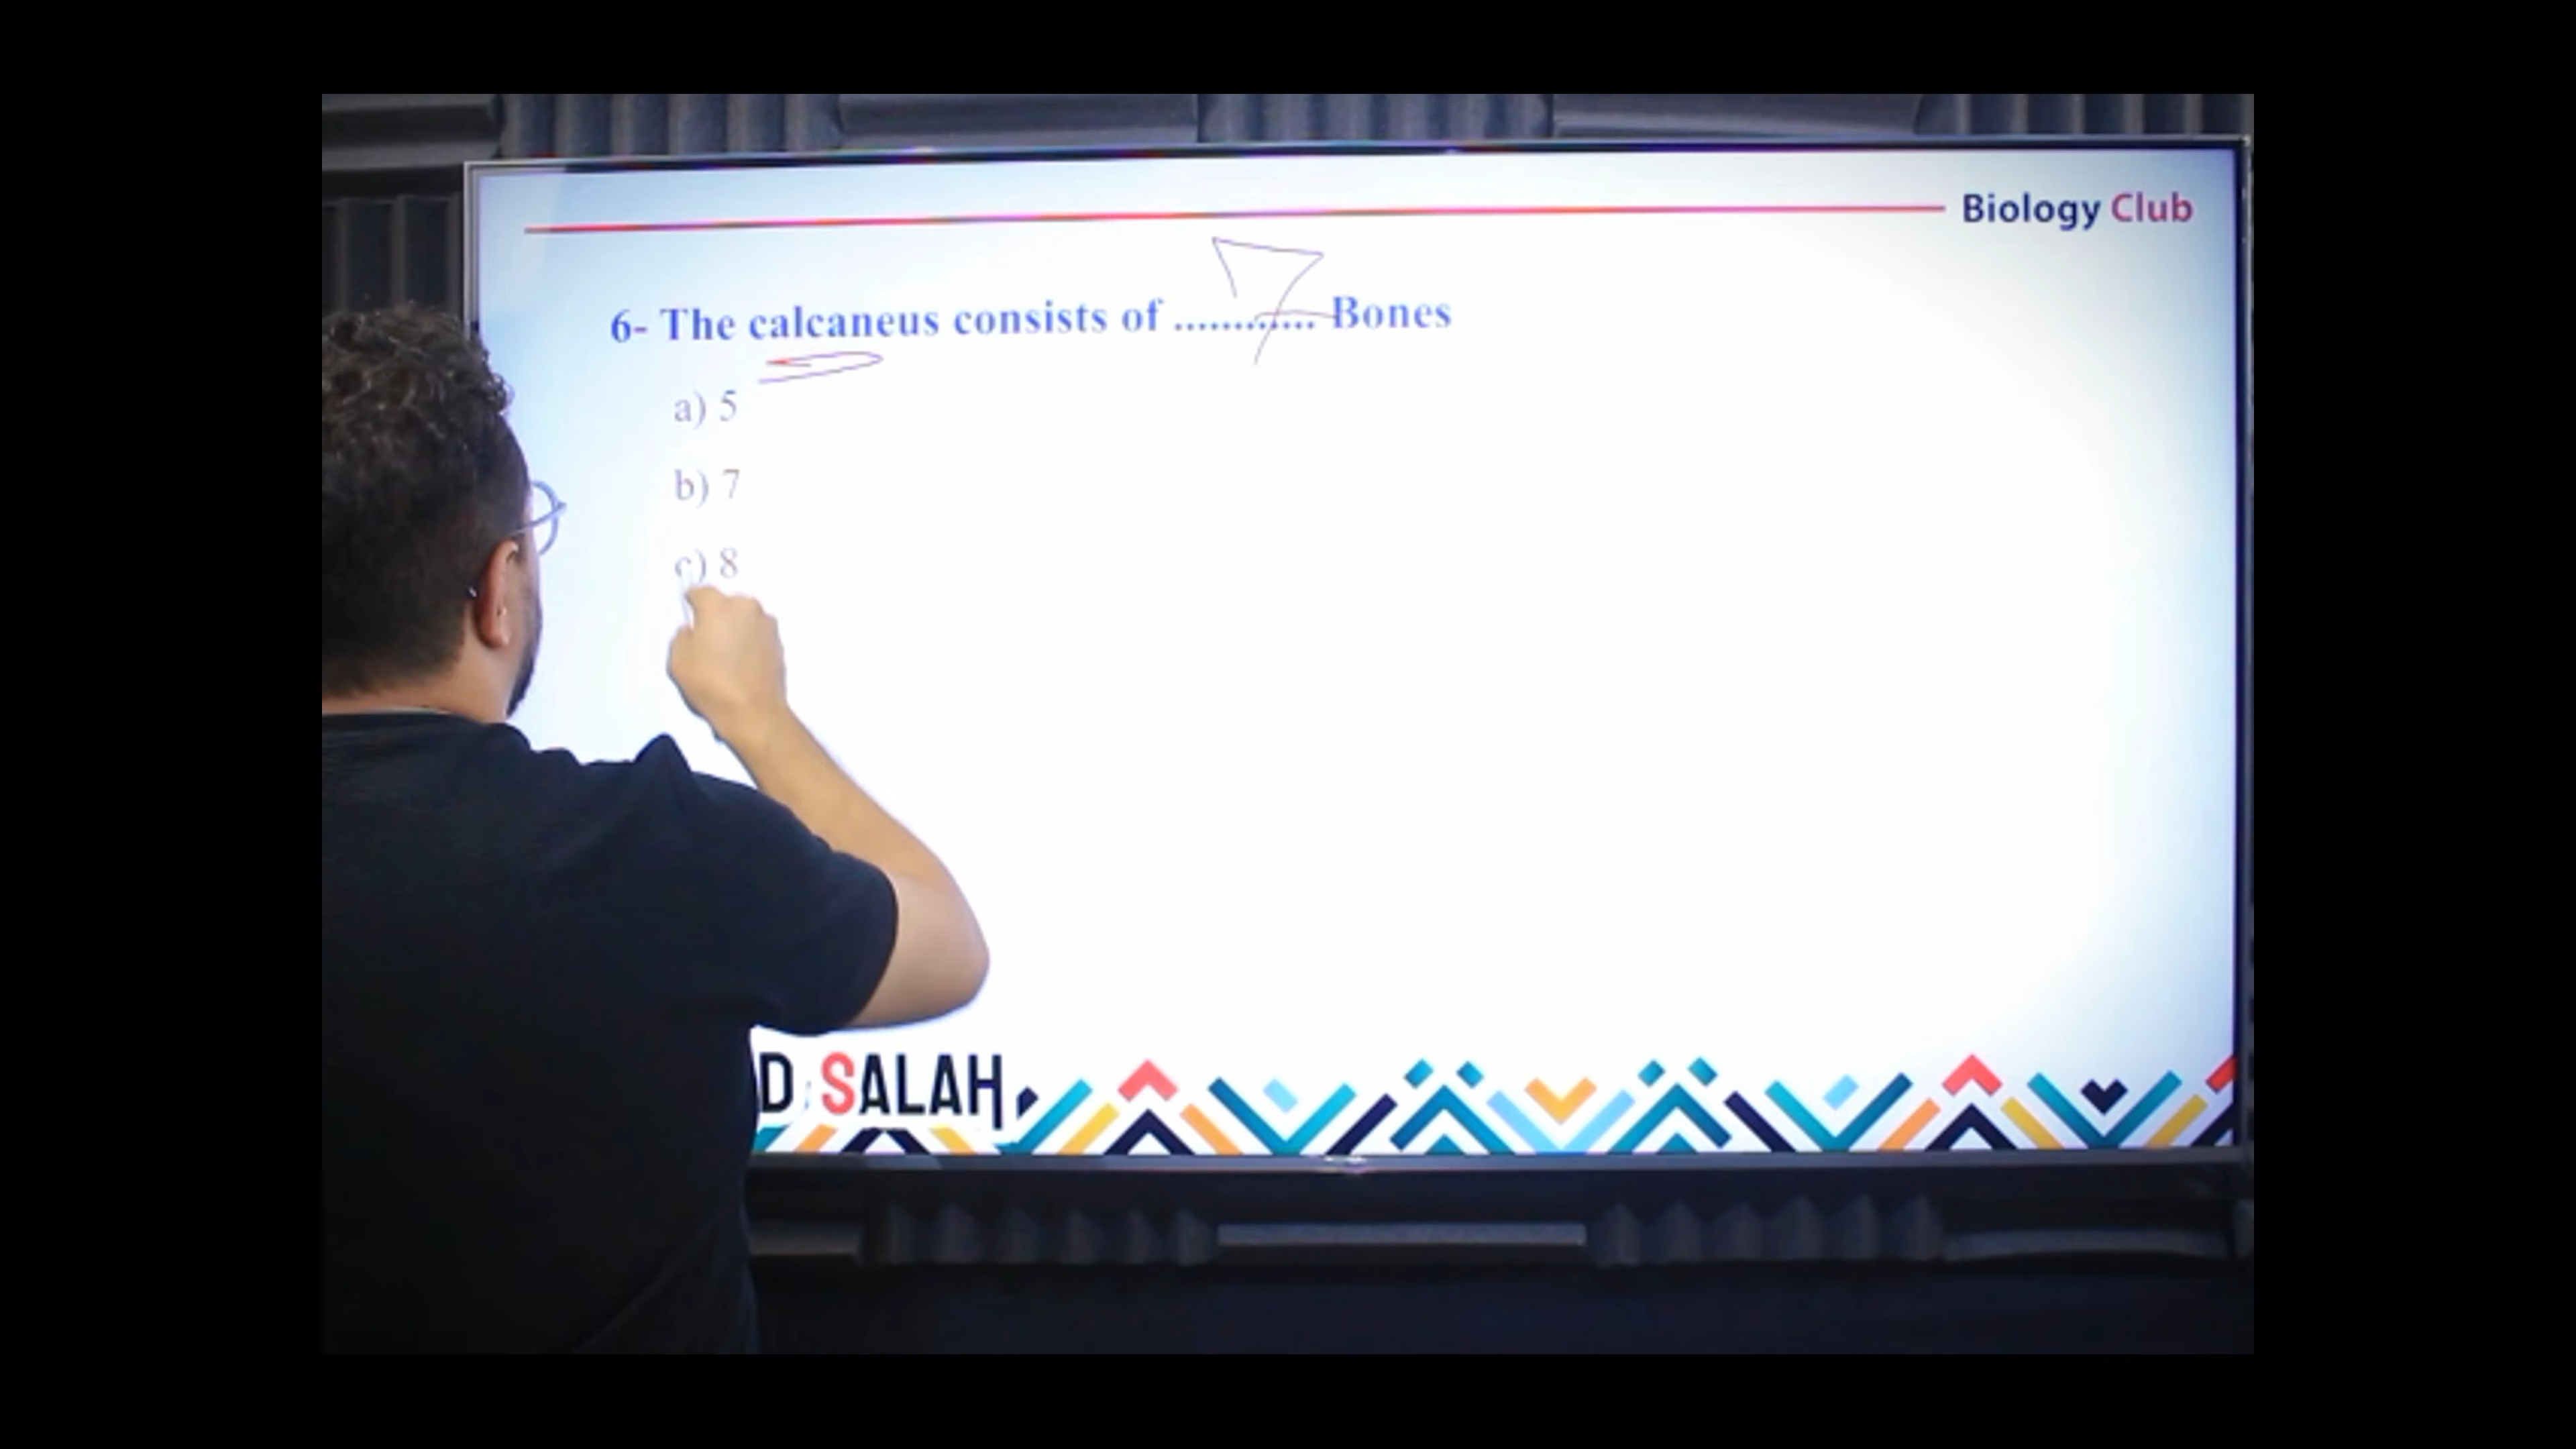 Biology Club
7
6- The calcaneus consists of ............ Bones
a) 5
b) 7
c) 8
D SALAH